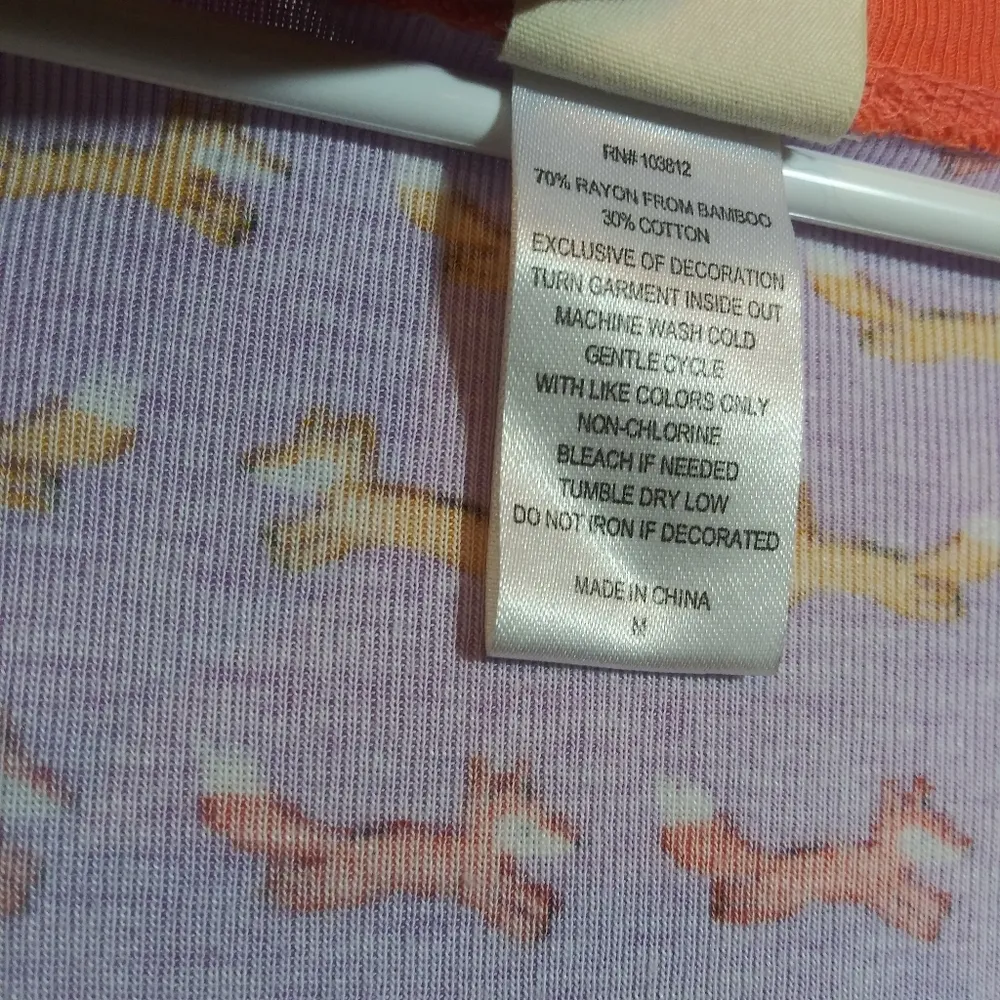 RN# 103812
70% RAYON FROM BAMBOO
30% COTTON
EXCLUSIVE OF DECORATION
TURN GARMENT INSIDE OUT
MACHINE WASH COLD
GENTLE CYCLE
WITH LIKE COLORS ONLY
NON-CHLORINE
BLEACH IF NEEDED
TUMBLE DRY LOW
DO NOT IRON IF DECORATED
MADE IN CHINA
M